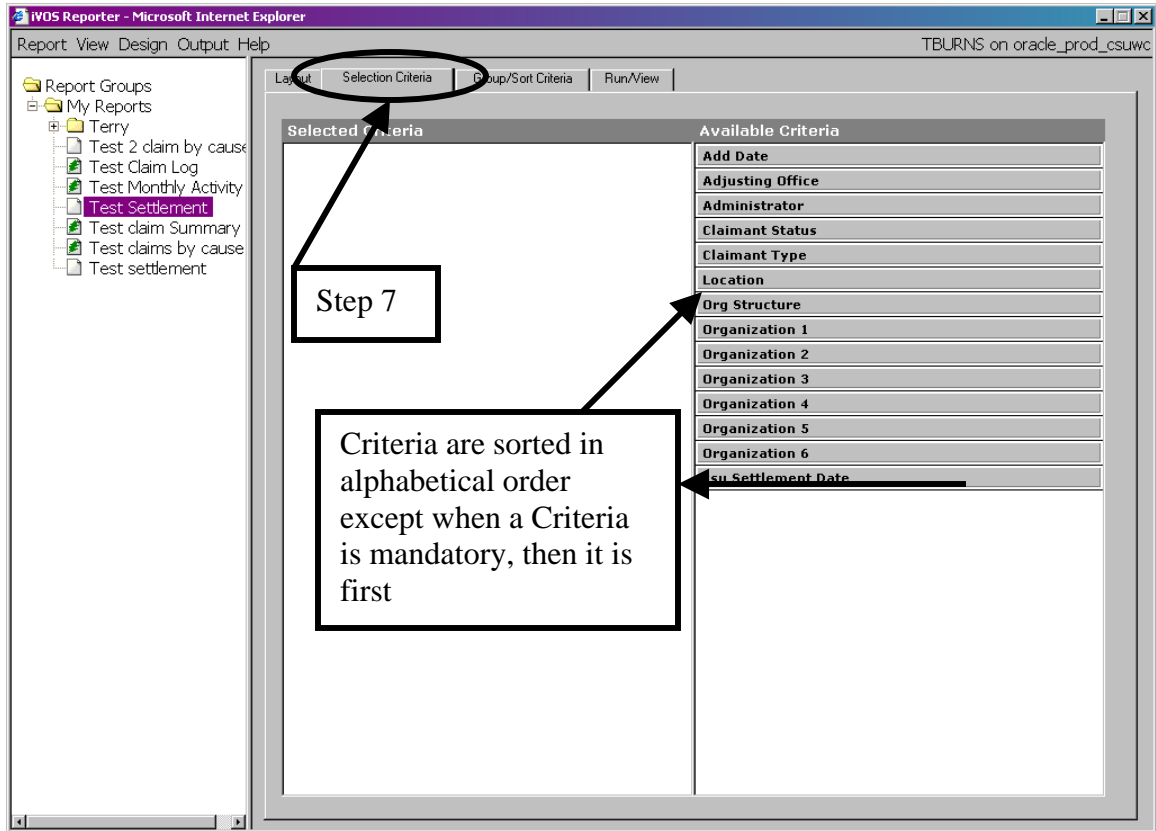 iVOS Reporter - Microsoft Internet Explorer
Report View Design Output Help
TBURNS on oracle_prod_csuwc
Report Groups
My Reports
Terry
Test 2 claim by cause
Test Claim Log
Test Monthly Activity
Test Settlement
Test claim Summary
Test claims by cause
Test settlement
Layout
Selection Criteria
Group/Sort Criteria
Run/View
Selected Criteria
Available Criteria
Add Date
Adjusting Office
Administrator
Claimant Status
Claimant Type
Location
Org Structure
Organization 1
Organization 2
Organization 3
Organization 4
Organization 5
Organization 6
Settlement Date
Step 7
Criteria are sorted in
alphabetical order
except when a Criteria
is mandatory, then it is
first